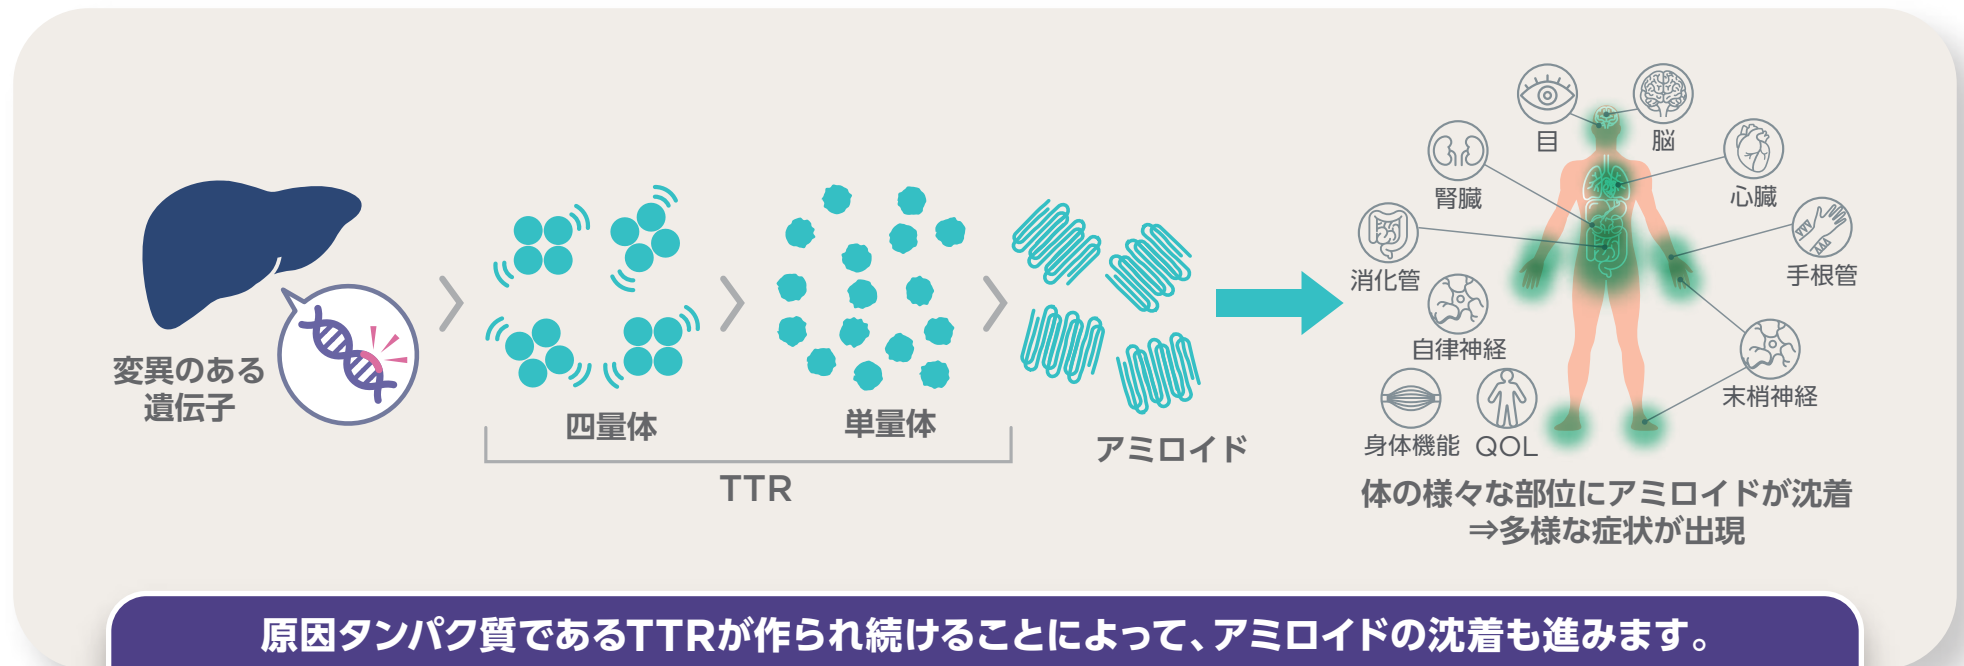 変異のある
遺伝子
四量体
単量体
TTR
アミロイド
目
脳
腎臓
心臓
消化管
手根管
自律神経
末梢神経
身体機能
QOL
体の様々な部位にアミロイドが沈着
⇒多様な症状が出現
原因タンパク質であるTTRが作られ続けることによって、アミロイドの沈着も進みます。